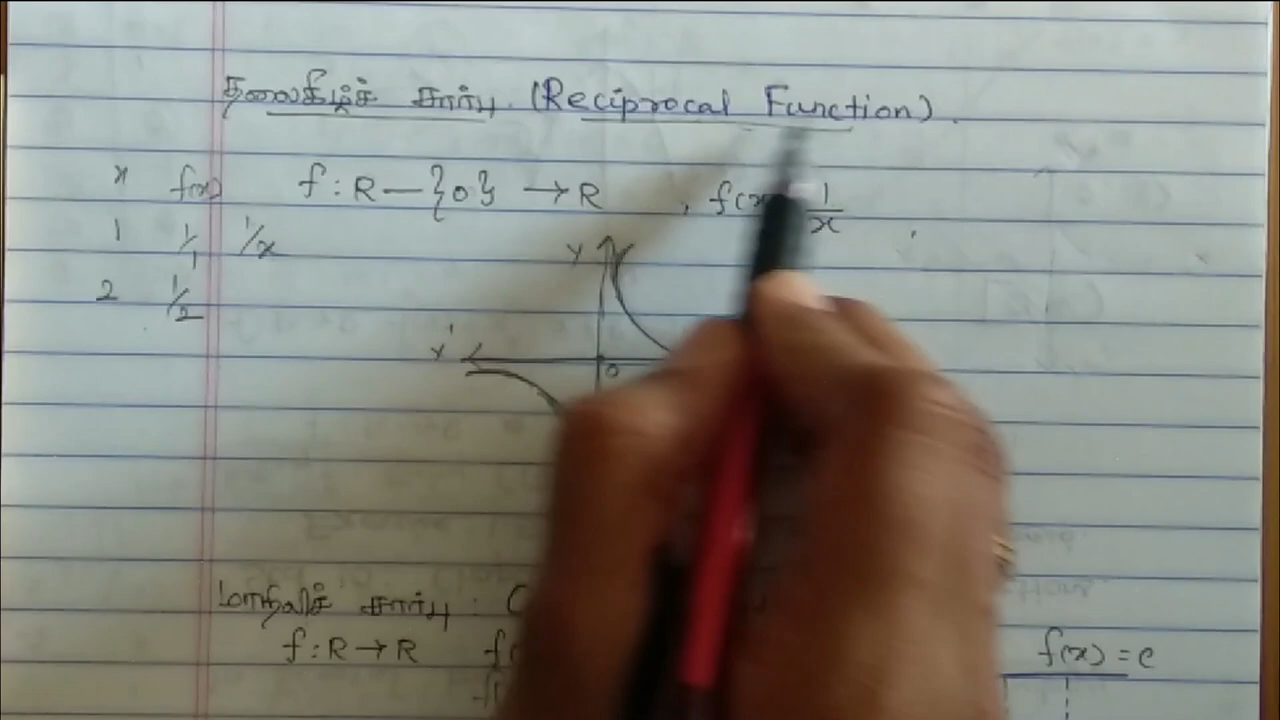 தலைகீழ்ச் சார்பு. (Reciprocal Function).
x f(x) f : R — {0} → R , f(x) 1/x
1 1/1 1/x
2 1/2
Y
X' 0
மாறிலிச் சார்பு :
f : R → R f(x) = c